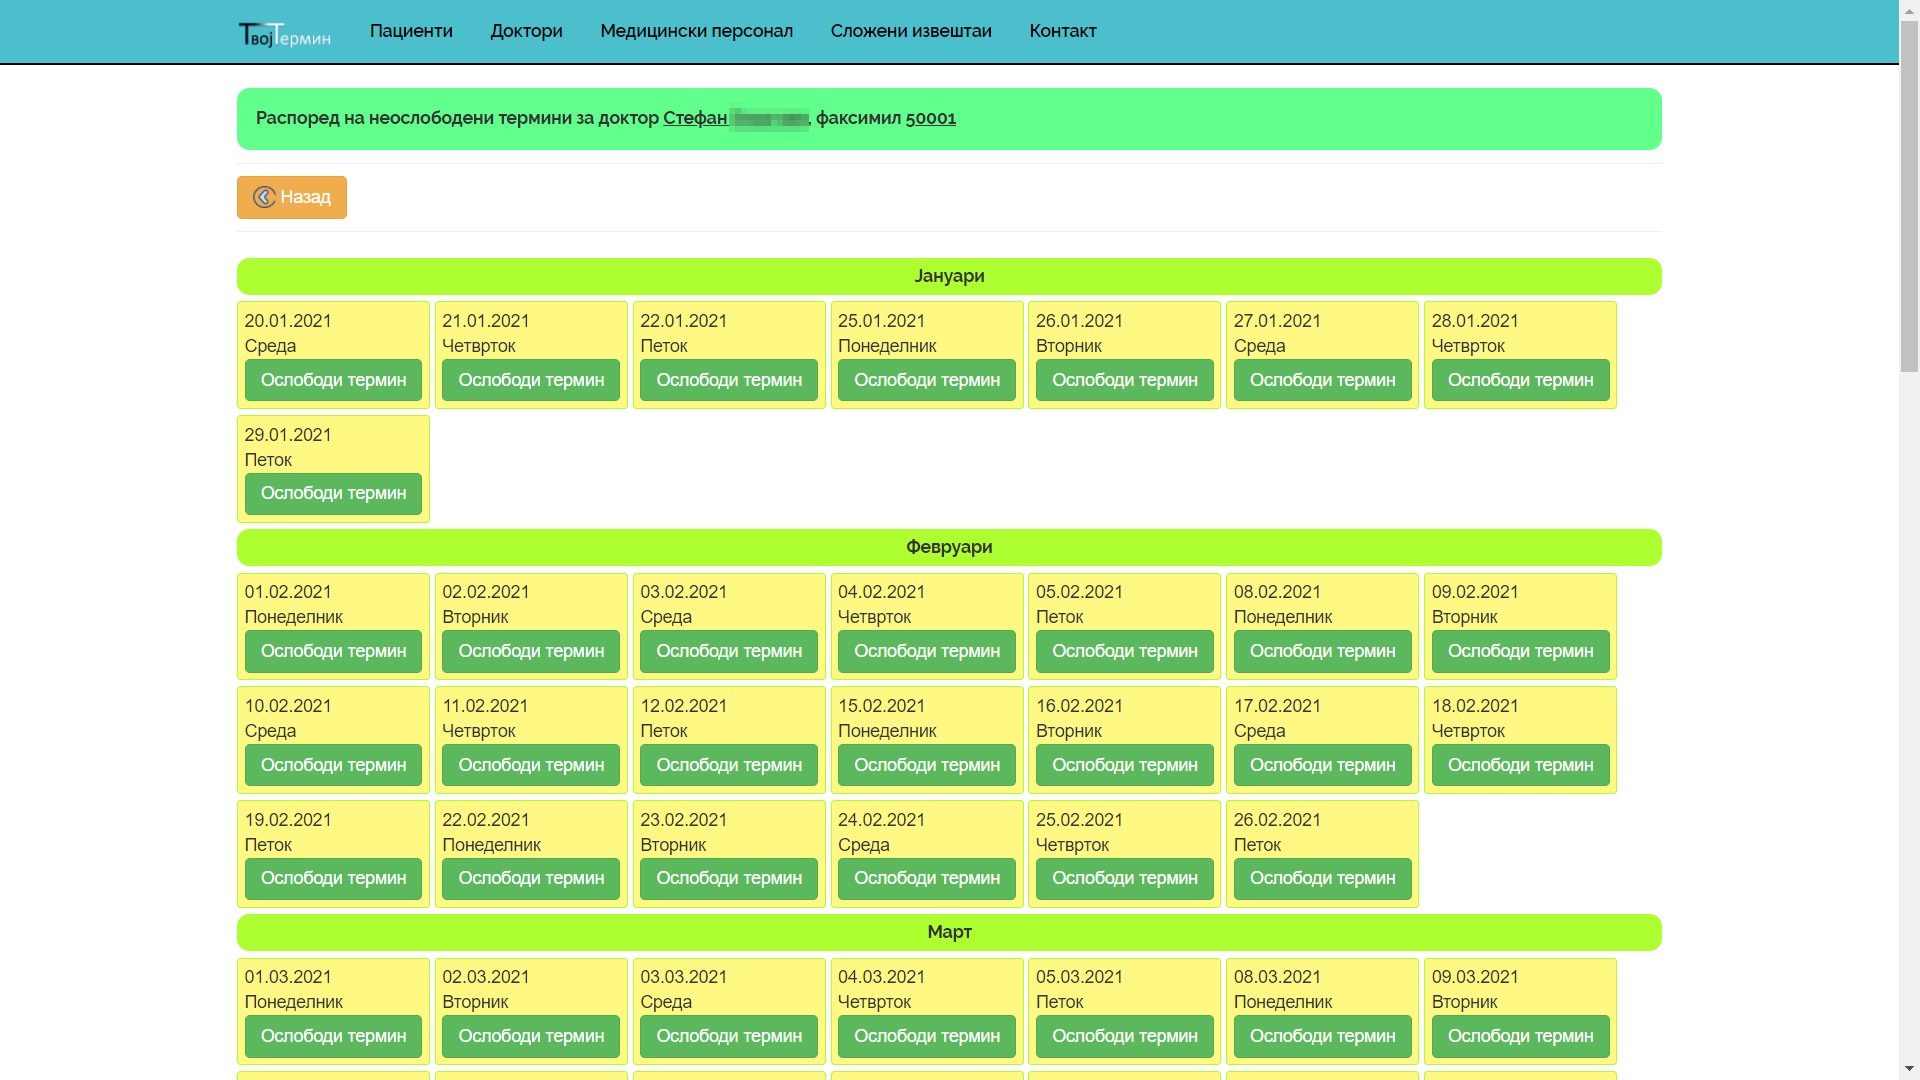 ТвојТермин Пациенти Доктори Медицински персонал Сложени извештаи Контакт
Распоред на неослободени термини за доктор Стефан , факсимил 50001
Назад
Јануари
20.01.2021 21.01.2021 22.01.2021 25.01.2021 26.01.2021 27.01.2021 28.01.2021
Среда Четврток Петок Понеделник Вторник Среда Четврток
Ослободи термин Ослободи термин Ослободи термин Ослободи термин Ослободи термин Ослободи термин Ослободи термин
29.01.2021
Петок
Ослободи термин
Февруари
01.02.2021 02.02.2021 03.02.2021 04.02.2021 05.02.2021 08.02.2021 09.02.2021
Понеделник Вторник Среда Четврток Петок Понеделник Вторник
Ослободи термин Ослободи термин Ослободи термин Ослободи термин Ослободи термин Ослободи термин Ослободи термин
10.02.2021 11.02.2021 12.02.2021 15.02.2021 16.02.2021 17.02.2021 18.02.2021
Среда Четврток Петок Понеделник Вторник Среда Четврток
Ослободи термин Ослободи термин Ослободи термин Ослободи термин Ослободи термин Ослободи термин Ослободи термин
19.02.2021 22.02.2021 23.02.2021 24.02.2021 25.02.2021 26.02.2021
Петок Понеделник Вторник Среда Четврток Петок
Ослободи термин Ослободи термин Ослободи термин Ослободи термин Ослободи термин Ослободи термин
Март
01.03.2021 02.03.2021 03.03.2021 04.03.2021 05.03.2021 08.03.2021 09.03.2021
Понеделник Вторник Среда Четврток Петок Понеделник Вторник
Ослободи термин Ослободи термин Ослободи термин Ослободи термин Ослободи термин Ослободи термин Ослободи термин